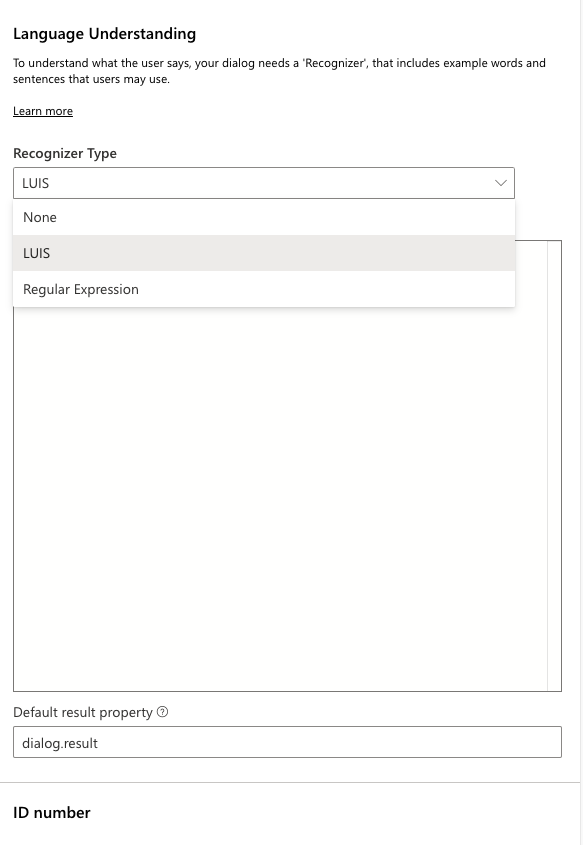 Language Understanding
To understand what the user says, your dialog needs a 'Recognizer', that includes example words and
sentences that users may use.
Learn more
Recognizer Type
LUIS
None
LUIS
Regular Expression
Default result property
dialog.result
ID number